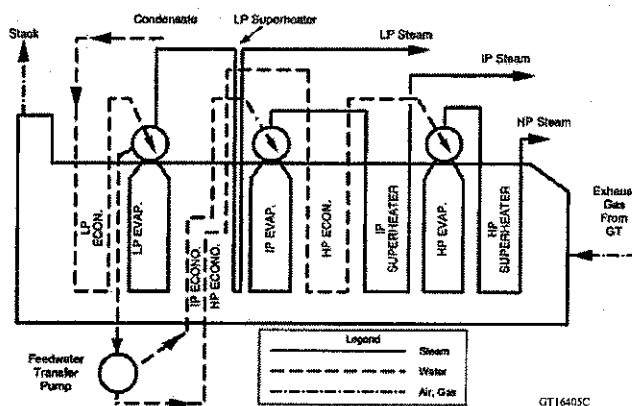 LP Superheater
Condensate
Stack
LP Steam
IP Steam
HP Steam
Exhaust
Gas
From
GT
LP
ECON.
LP EVAP.
IP ECONO.
HP ECONO.
IP EVAP.
HP ECON.
IP
SUPERHEATER
HP EVAP.
HP
SUPERHEATER
Feedwater
Transfer
Pump
Legend
Steam
Water
Air, Gas
GT16405C